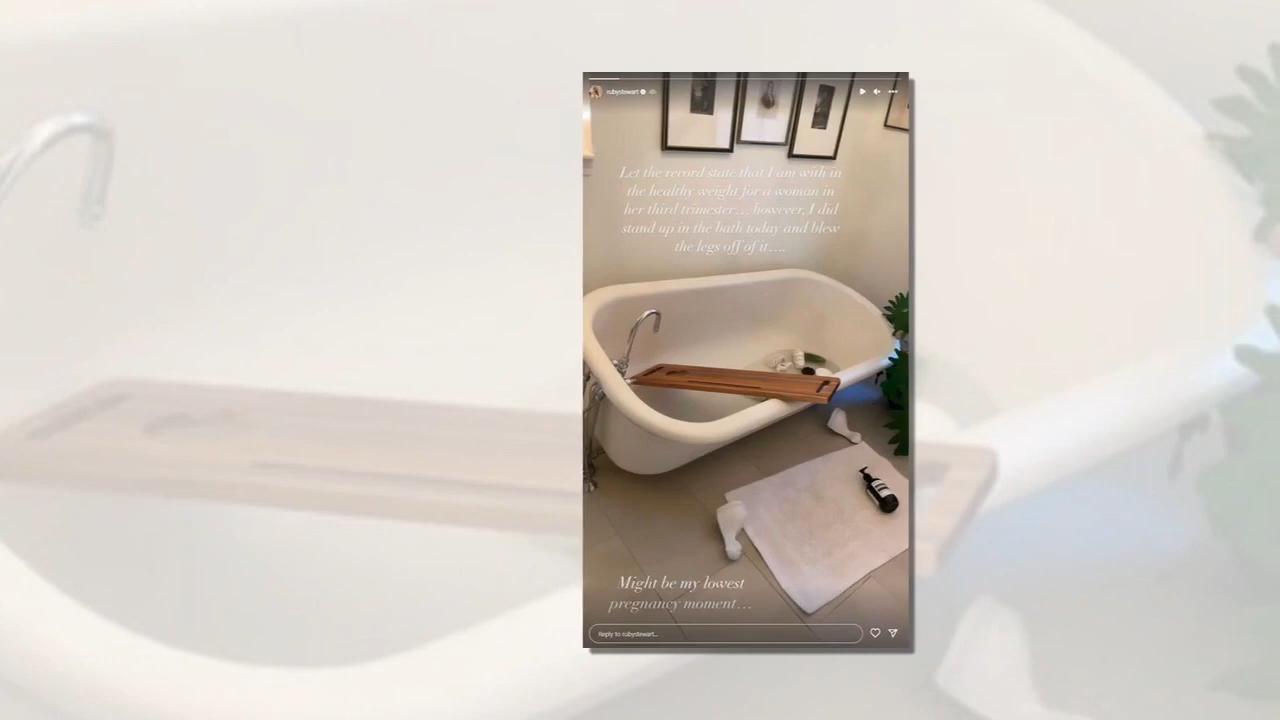 rubystewart
Let the record state that I am with in
the healthy weight for a woman in
her third trimester... however, I did
stand up in the bath today and blew
the legs off of it....
Might be my lowest
pregnancy moment...
Reply to rubystewart...